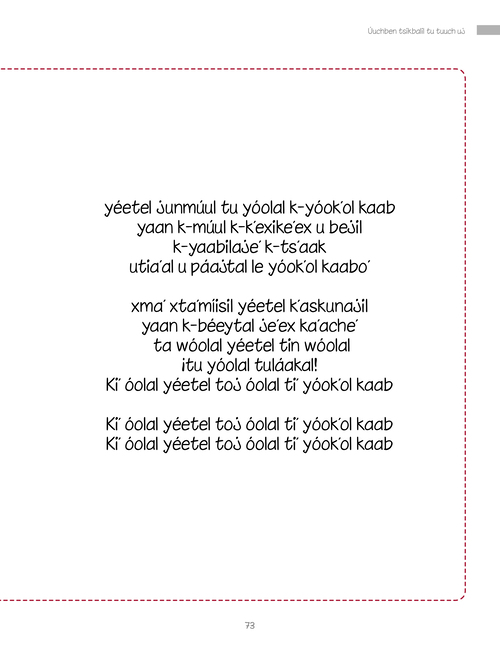 Úuchben tsikbalil tu tuuch uj
yéetel junmúul tu yóolal k-yóok'ol kaab
yaan k-múul k-k'exike'ex u bejil
k-yaabilaje' k-ts'aak
utia'al u páajtal le yóok'ol kaabo'
xma' xta'míisil yéetel k'askunajil
yaan k-béeytal je'ex ka'ache'
ta wóolal yéetel tin wóolal
¡tu yóolal tuláakal!
Ki' óolal yéetel toj óolal ti' yóok'ol kaab
Ki' óolal yéetel toj óolal ti' yóok'ol kaab
Ki' óolal yéetel toj óolal ti' yóok'ol kaab
73